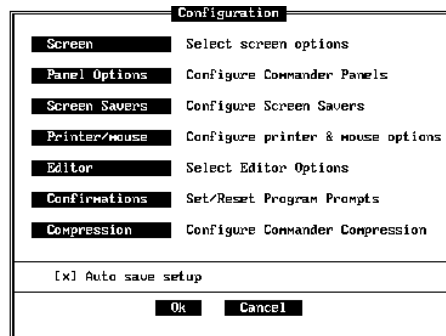 Configuration
Screen Select screen options
Panel Options Configure Commander Panels
Screen Savers Configure Screen Savers
Printer/mouse Configure printer & mouse options
Editor Select Editor Options
Confirmations Set/Reset Program Prompts
Compression Configure Commander Compression
[x] Auto save setup
Ok Cancel